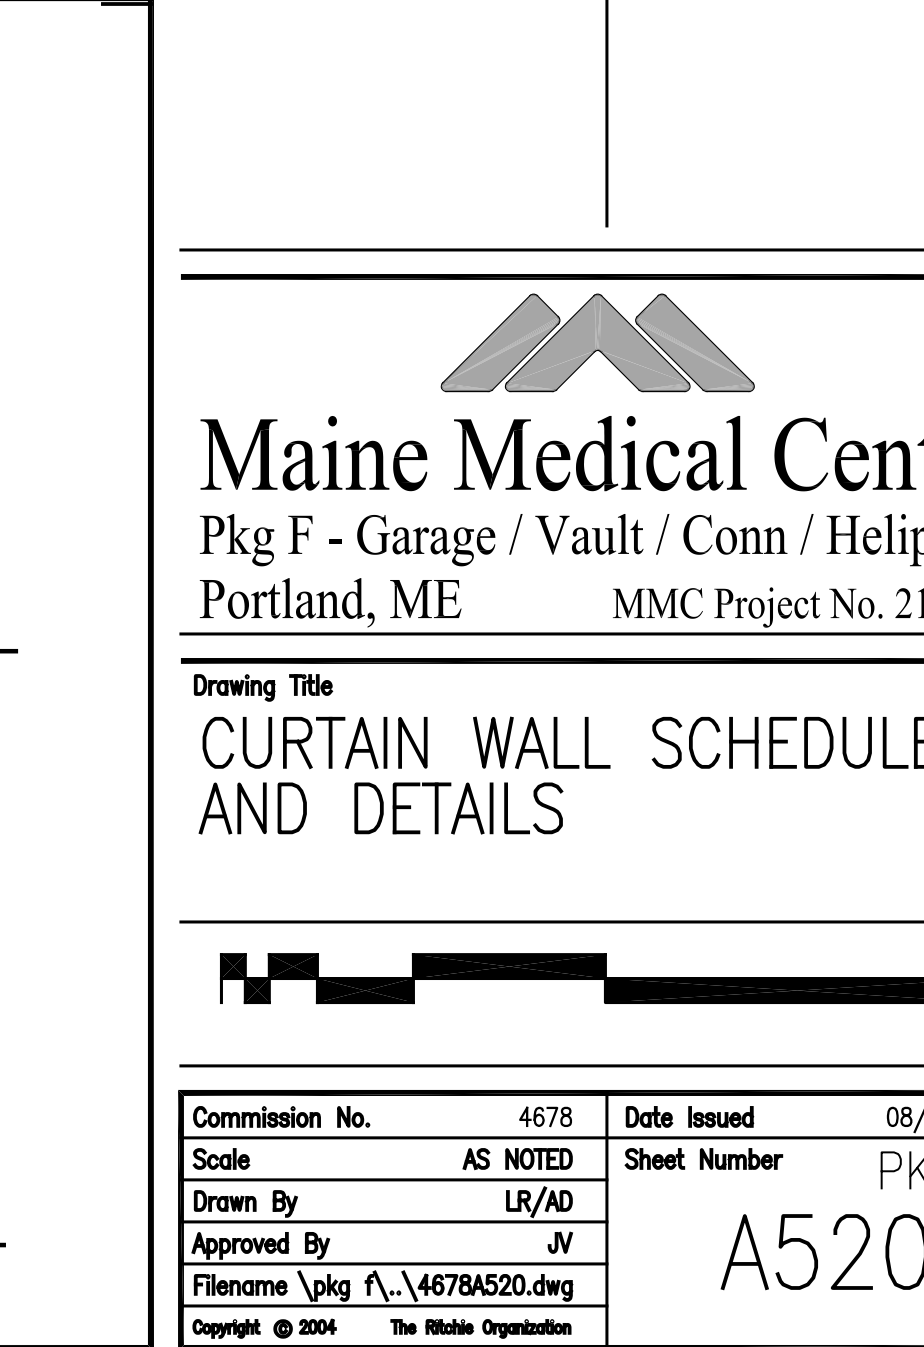 Maine Medical Cent
Pkg F - Garage / Vault / Conn / Helip
Portland, ME MMC Project No. 21
Drawing Title
CURTAIN WALL SCHEDULE
AND DETAILS
Commission No. 4678 Date Issued 08/
Scale AS NOTED Sheet Number PK
Drawn By LR/AD
A520
Approved By JV
Filename \pkg f\..\4678A520.dwg
Copyright © 2004 The Ritchie Organization